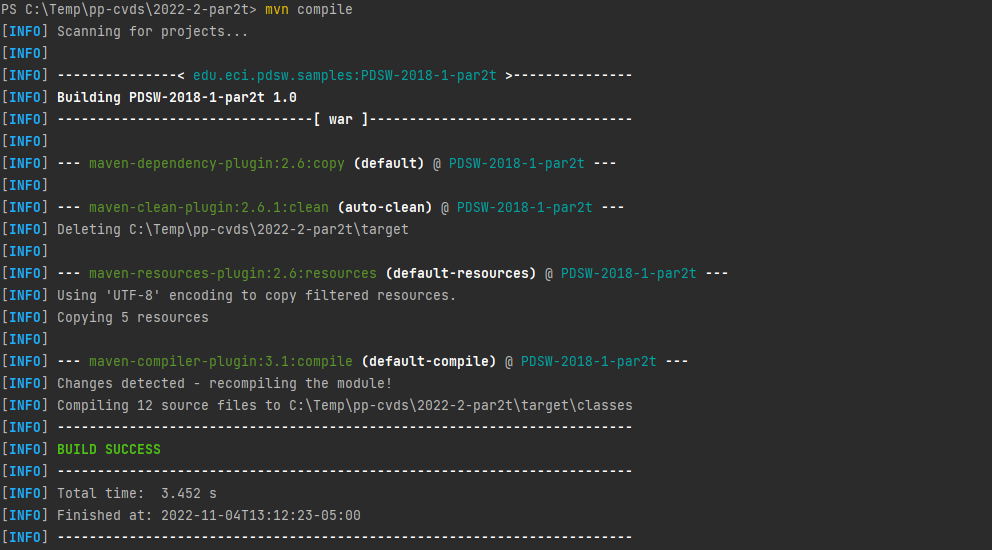 PS C:\Temp\pp-cvds\2022-2-par2t> mvn compile
[INFO] Scanning for projects...
[INFO]
[INFO] ---------------< edu.eci.pdsw.samples:PDSW-2018-1-par2t >---------------
[INFO] Building PDSW-2018-1-par2t 1.0
[INFO] --------------------------------[ war ]---------------------------------
[INFO]
[INFO] --- maven-dependency-plugin:2.6:copy (default) @ PDSW-2018-1-par2t ---
[INFO]
[INFO] --- maven-clean-plugin:2.6.1:clean (auto-clean) @ PDSW-2018-1-par2t ---
[INFO] Deleting C:\Temp\pp-cvds\2022-2-par2t\target
[INFO]
[INFO] --- maven-resources-plugin:2.6:resources (default-resources) @ PDSW-2018-1-par2t ---
[INFO] Using 'UTF-8' encoding to copy filtered resources.
[INFO] Copying 5 resources
[INFO]
[INFO] --- maven-compiler-plugin:3.1:compile (default-compile) @ PDSW-2018-1-par2t ---
[INFO] Changes detected - recompiling the module!
[INFO] Compiling 12 source files to C:\Temp\pp-cvds\2022-2-par2t\target\classes
[INFO] ------------------------------------------------------------------------
[INFO] BUILD SUCCESS
[INFO] ------------------------------------------------------------------------
[INFO] Total time:  3.452 s
[INFO] Finished at: 2022-11-04T13:12:23-05:00
[INFO] ------------------------------------------------------------------------